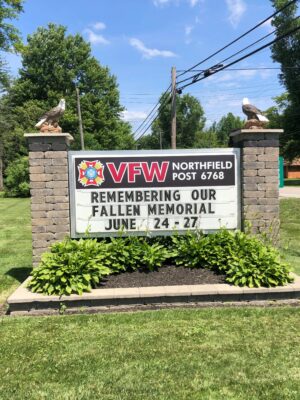 VFW NORTHFIELD
POST 6768
REMEMBERING OUR
FALLEN MEMORIAL
JUNE 24-27